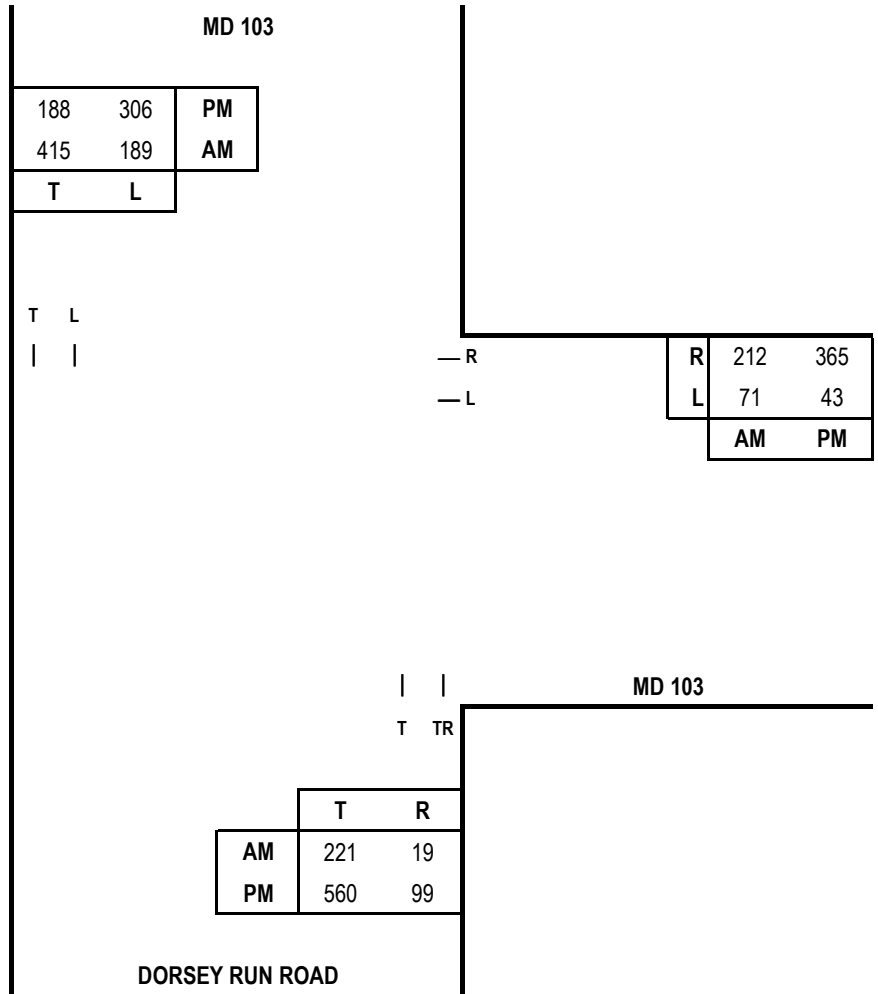 MD 103
188 306 PM
415 189 AM
T L
T L
R R 212 365
L L 71 43
AM PM
MD 103
T TR
T R
AM 221 19
PM 560 99
DORSEY RUN ROAD